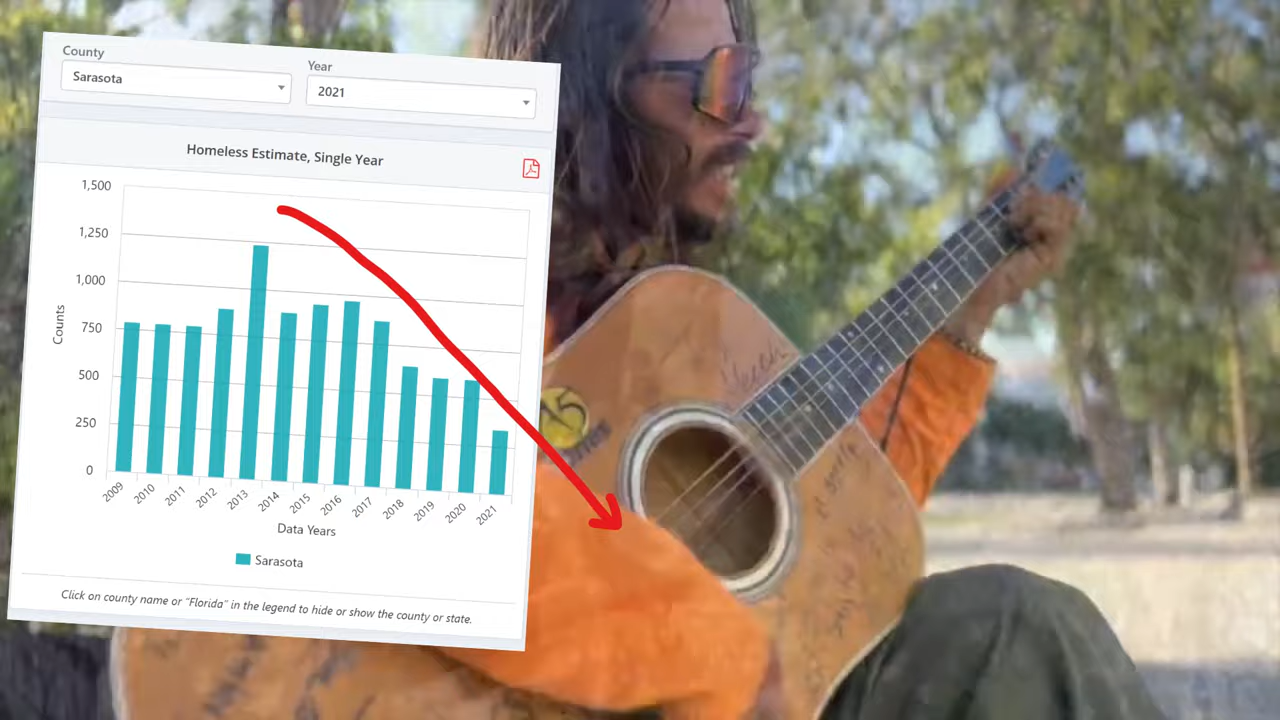 County
Year
Sarasota
2021
Homeless Estimate, Single Year
1,500
1,250
1,000
750
500
250
0
Counts
2009 2010 2011 2012 2013 2014 2015 2016 2017 2018 2019 2020 2021
Data Years
Sarasota
Click on county name or “Florida” in the legend to hide or show the county or state.
15